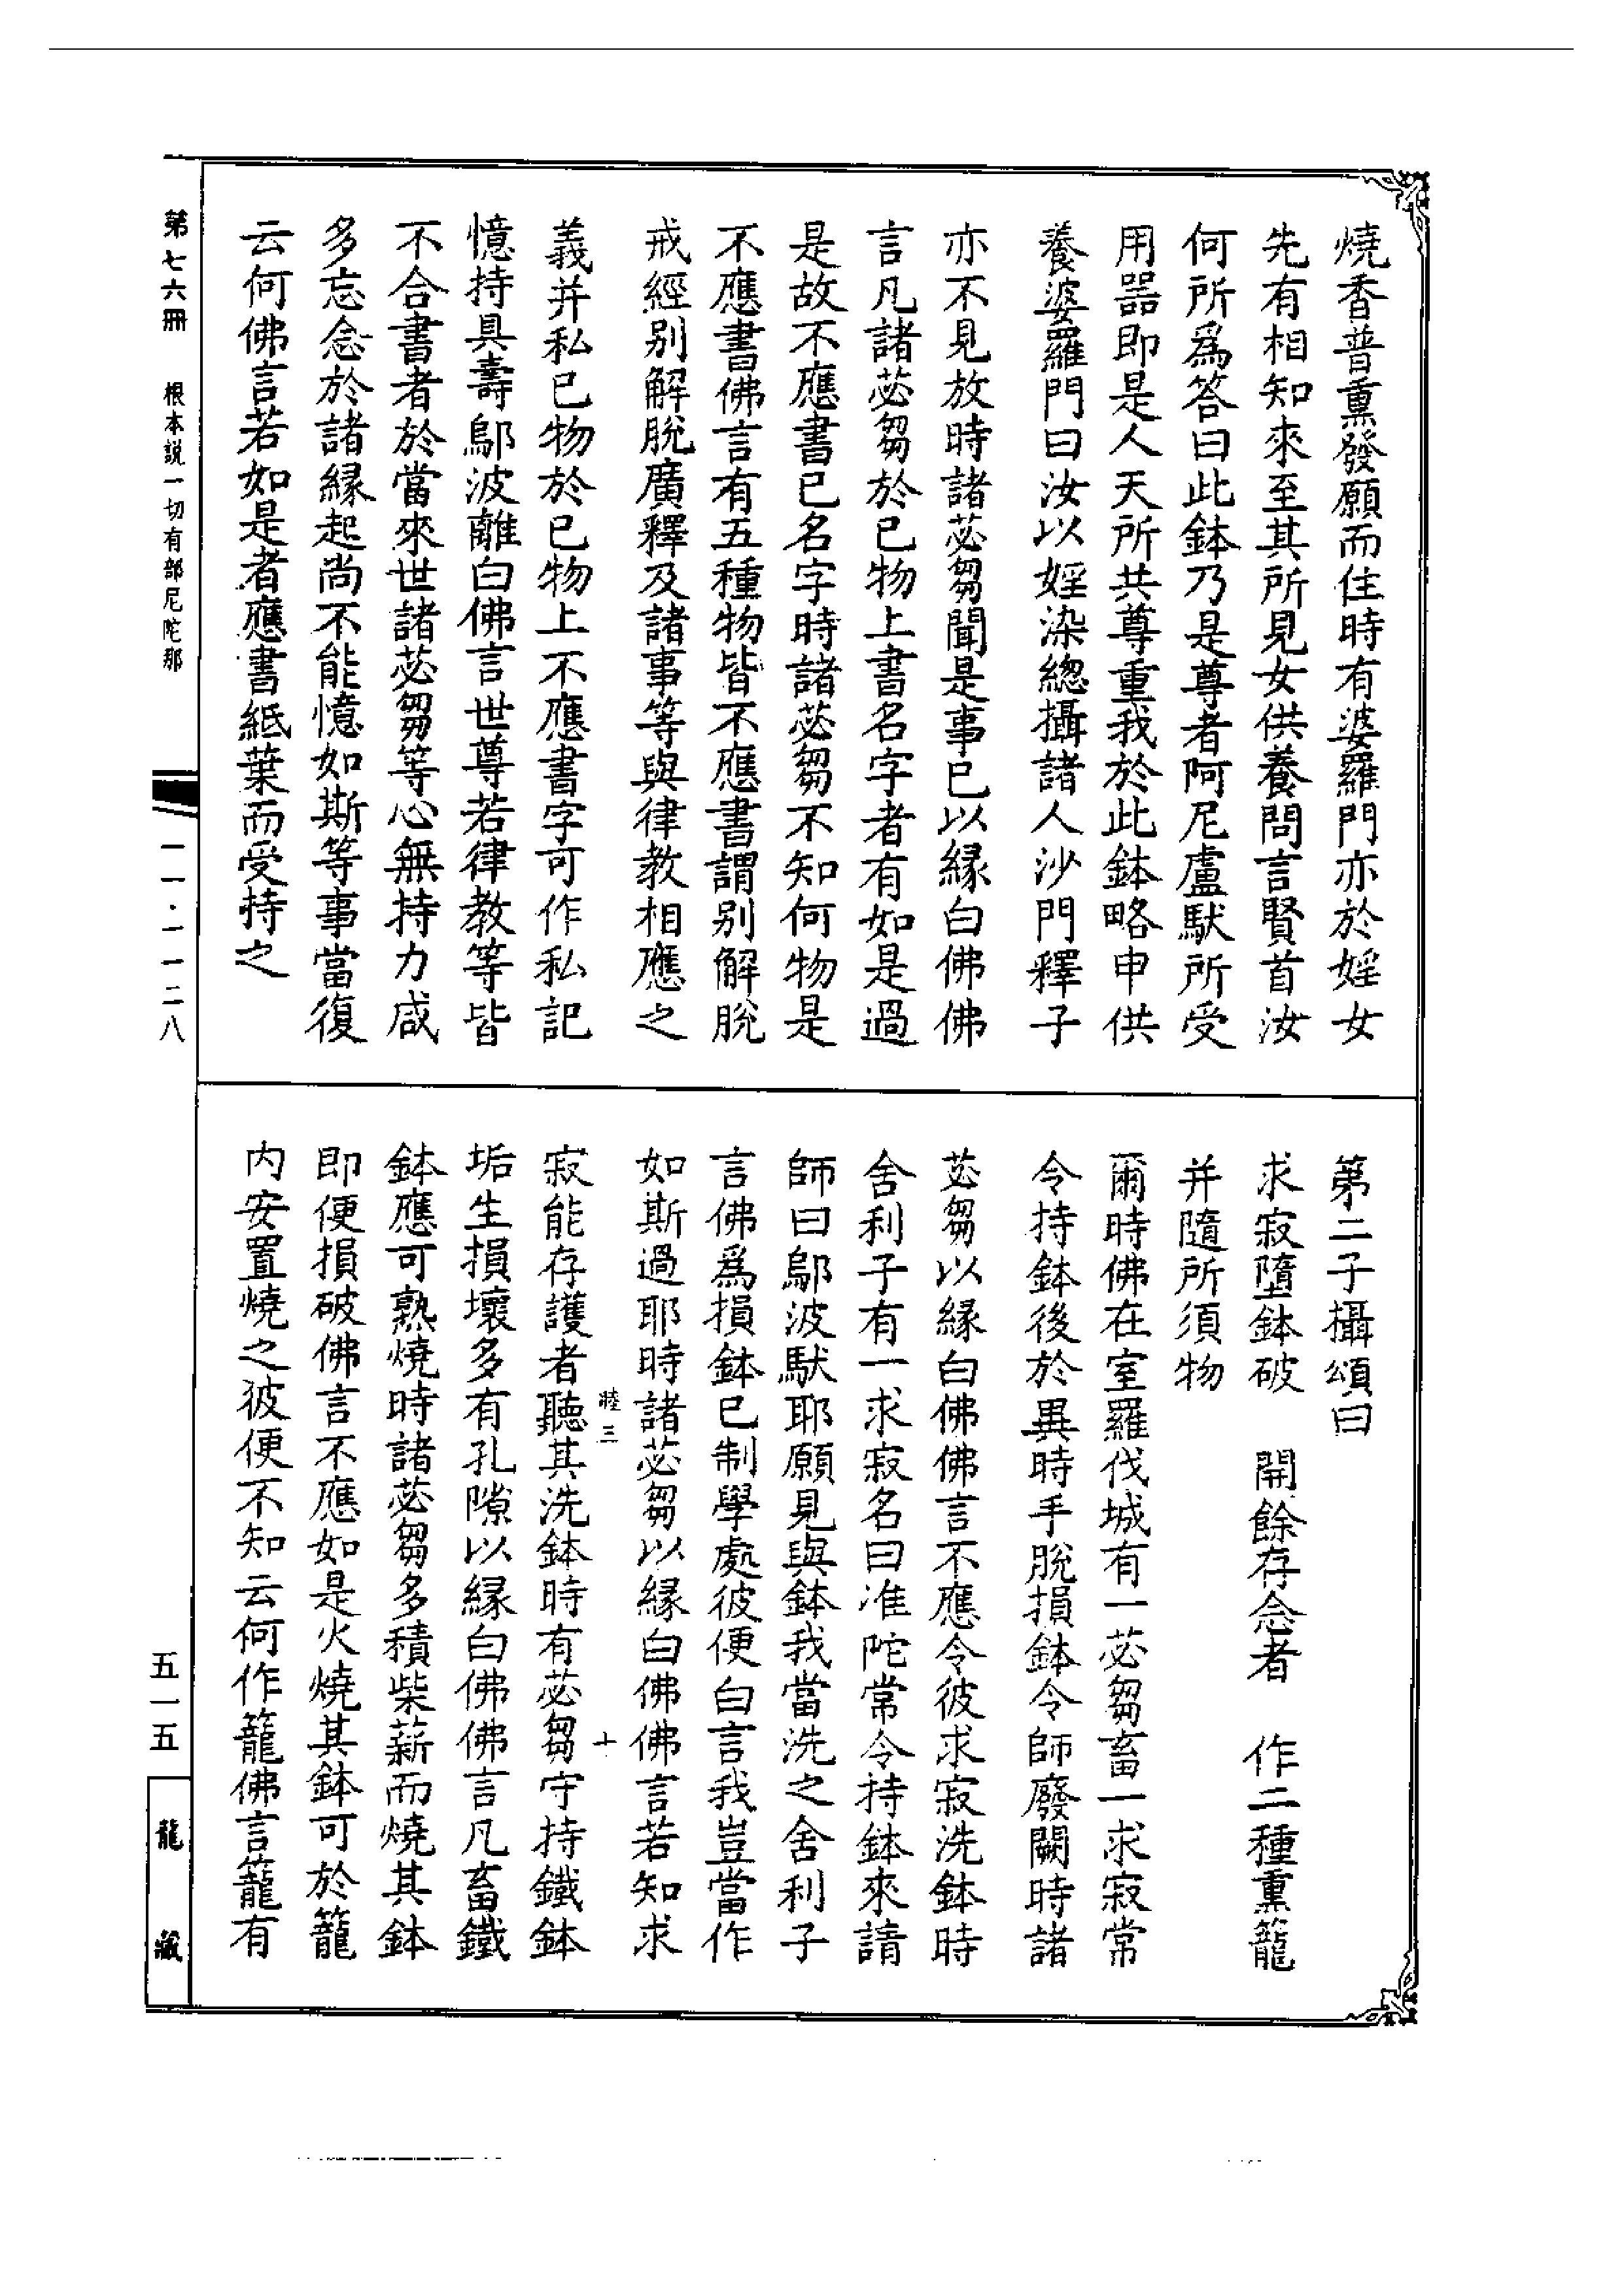 燒香普熏發願而住時有婆羅門亦於婬女
先有相知來至其所見女供養問言賢首汝
何所爲答曰此鉢乃是尊者阿尼盧馱所受
用器即是人天所共尊重我於此鉢略申供
養婆羅門曰汝以婬染總攝諸人沙門釋子
亦不見放時諸苾芻聞是事已以緣白佛佛
言凡諸苾芻於已物上書名字者有如是過
是故不應書已名字時諸苾芻不知何物是
不應書佛言有五種物皆不應書謂別解脫
戒經別解脫廣釋及諸事等與律教相應之
義并私已物於已物上不應書字可作私記
憶持具壽鄔波離白佛言世尊若律教等皆
不合書者於當來世諸苾芻等心無持力咸
多忘念於諸緣起尚不能憶如斯等事當復
云何佛言若如是者應書紙葉而受持之
第二子攝頌曰
求寂墮鉢破　開餘存念者　作二種熏籠
并隨所須物
爾時佛在室羅伐城有一苾芻畜一求寂常
令持鉢後於異時手脫損鉢令師廢闕時諸
苾芻以緣白佛佛言不應令彼求寂洗鉢時
舍利子有一求寂名曰准陀常令持鉢來請
師曰鄔波馱耶願見與鉢我當洗之舍利子
言佛爲損鉢已制學處彼便白言我豈當作
如斯過耶時諸苾芻以緣白佛佛言若知求
睦三　十
寂能存護者聽其洗鉢時有苾芻守持鐵鉢
垢生損壞多有孔隙以緣白佛佛言凡畜鐵
鉢應可熟燒時諸苾芻多積柴薪而燒其鉢
即便損破佛言不應如是火燒其鉢可於籠
内安置燒之彼便不知云何作籠佛言籠有
第七六冊　根本説一切有部尼陀那
一一·一一二八
五一五
龍藏